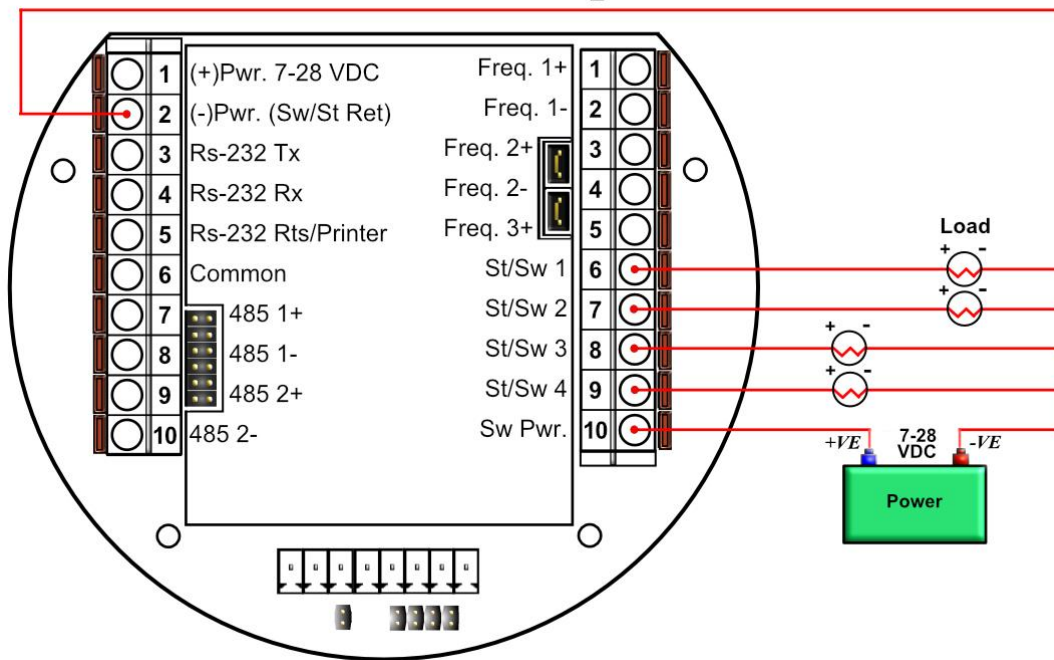 1 (+)Pwr. 7-28 VDC
2 (-)Pwr. (Sw/St Ret)
3 Rs-232 Tx
4 Rs-232 Rx
5 Rs-232 Rts/Printer
6 Common
7 485 1+
8 485 1-
9 485 2+
10 485 2-
Freq. 1+ 1
Freq. 1- 2
Freq. 2+ 3
Freq. 2- 4
Freq. 3+ 5
St/Sw 1 6
St/Sw 2 7
St/Sw 3 8
St/Sw 4 9
Sw Pwr. 10
Load
+ -
+ -
+ -
+ -
+VE 7-28 -VE
VDC
Power